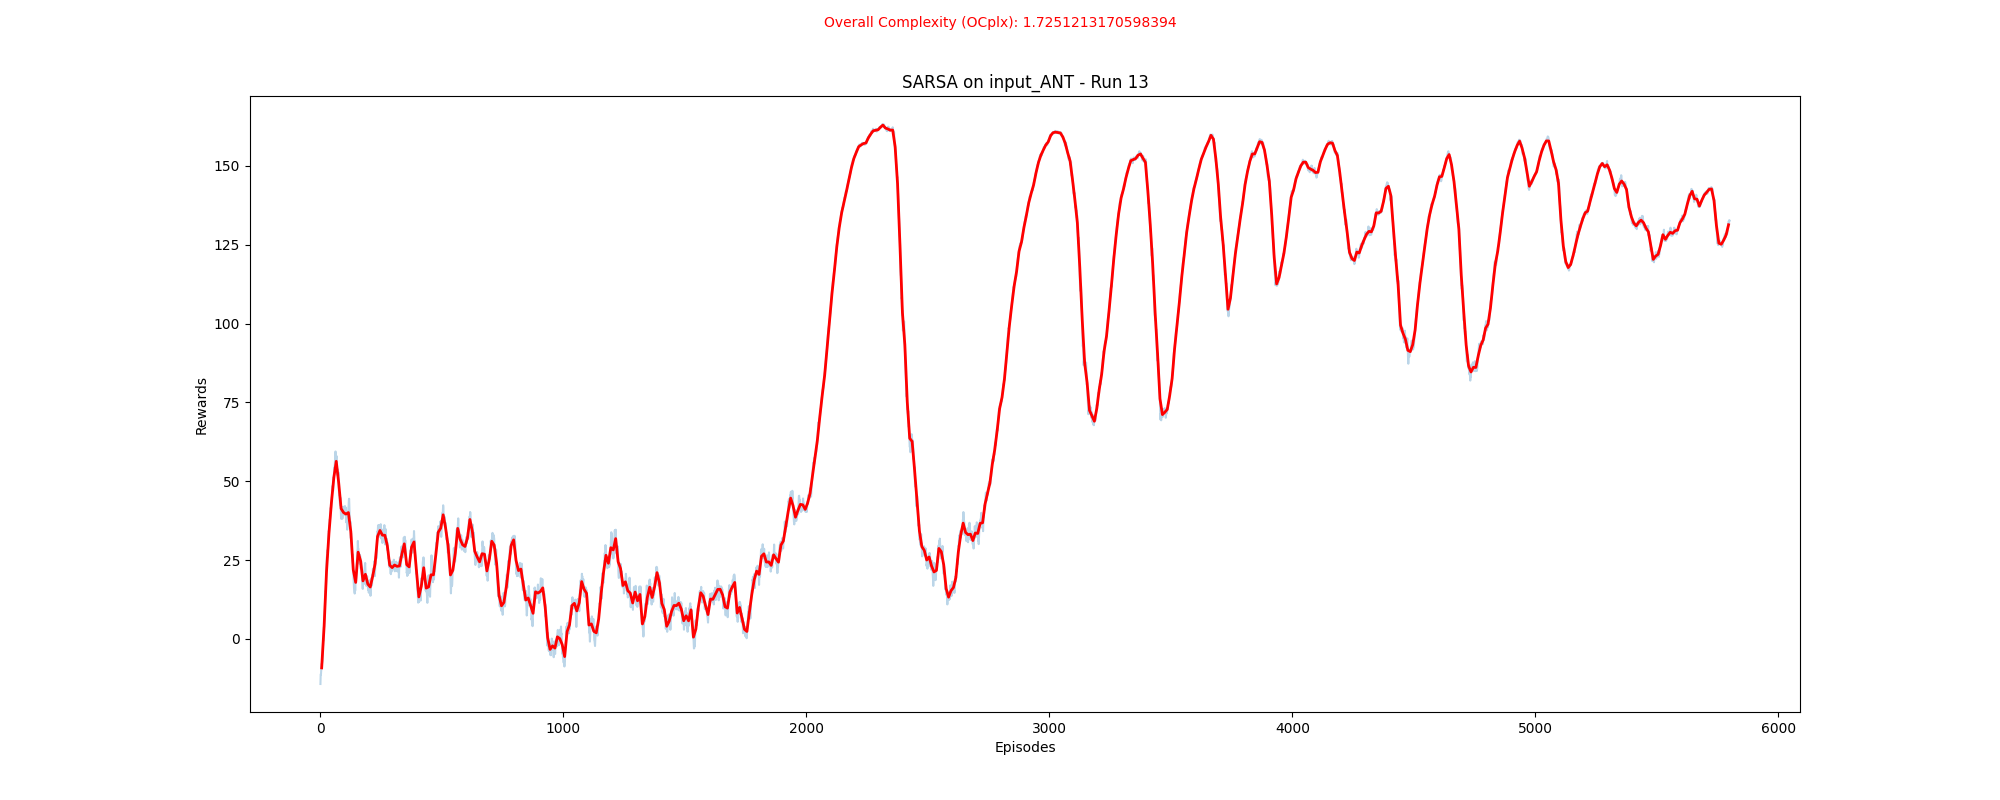 Overall Complexity (OCplx): 1.7251213170598394
SARSA on input_ANT - Run 13
Rewards
150
125
100
75
50
25
0
0 1000 2000 3000 4000 5000 6000
Episodes